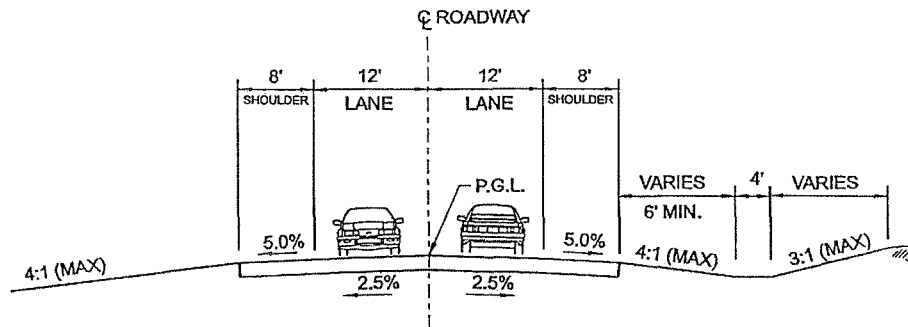 ℄ ROADWAY
8' 12' 12' 8'
SHOULDER LANE LANE SHOULDER
P.G.L.
VARIES 4' VARIES
6' MIN.
5.0% 5.0%
4:1 (MAX) 4:1 (MAX) 3:1 (MAX)
2.5% 2.5%